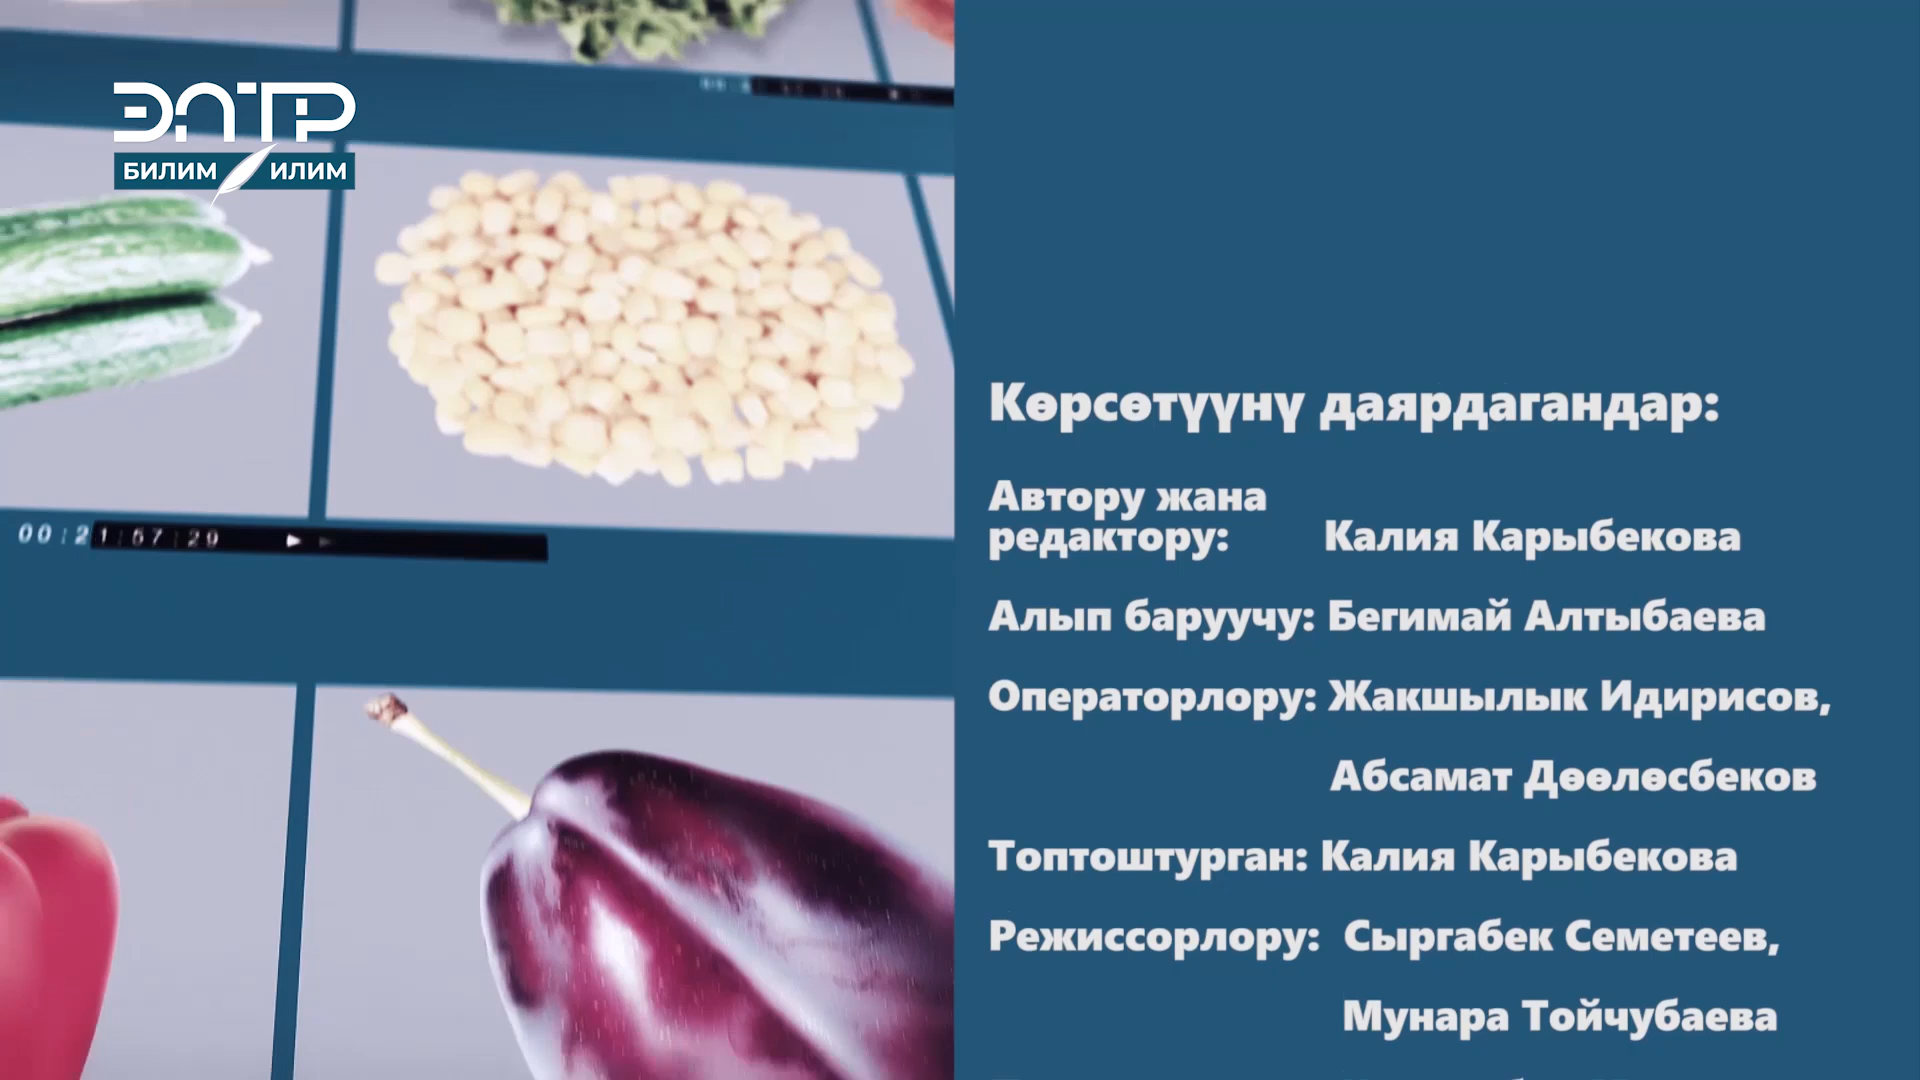 ЭЛТР
БИЛИМ ИЛИМ
00:21:57:29
Көрсөтүүнү даярдагандар:
Автору жана
редактору: Калия Карыбекова
Алып баруучу: Бегимай Алтыбаева
Операторлору: Жакшылык Идирисов,
Абсамат Дөөлөсбеков
Топтоштурган: Калия Карыбекова
Режиссорлору: Сыргабек Семетеев,
Мунара Тойчубаева